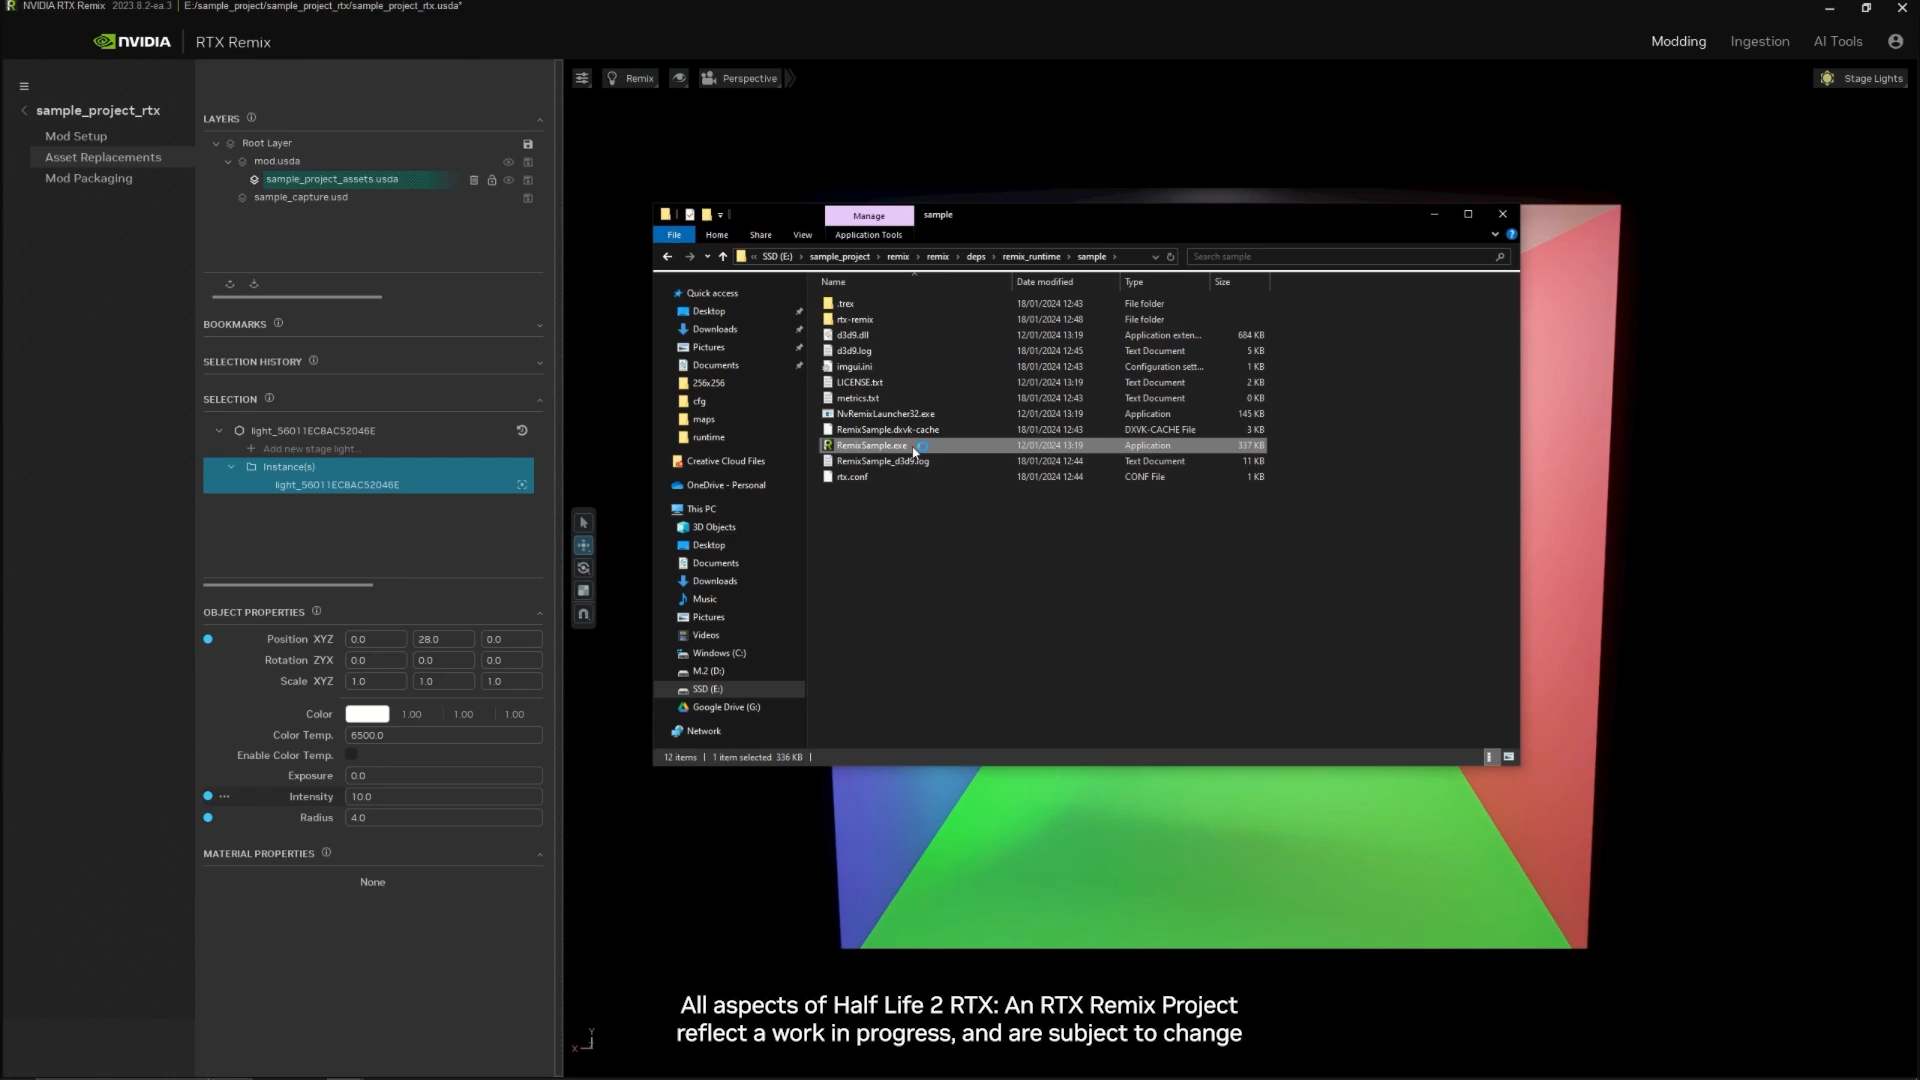 NVIDIA RTX Remix 2023.8.2-ea.3 | E:/sample_project/sample_project_rtx/sample_project_rtx.usda*
NVIDIA RTX Remix
Modding Ingestion AI Tools
Remix Perspective Stage Lights
sample_project_rtx
Mod Setup
Asset Replacements
Mod Packaging
LAYERS
Root Layer
mod.usda
sample_project_assets.usda
sample_capture.usd
BOOKMARKS
SELECTION HISTORY
SELECTION
light_56011EC8AC52046E
Add new stage light...
Instance(s)
light_56011EC8AC52046E
OBJECT PROPERTIES
Position XYZ 0.0 28.0 0.0
Rotation ZYX 0.0 0.0 0.0
Scale XYZ 1.0 1.0 1.0
Color 1.00 1.00 1.00
Color Temp. 6500.0
Enable Color Temp.
Exposure 0.0
Intensity 10.0
Radius 4.0
MATERIAL PROPERTIES
None
Manage sample
File Home Share View Application Tools
« SSD (E:) › sample_project › remix › remix › deps › remix_runtime › sample ›
Search sample
Quick access
Desktop
Downloads
Pictures
Documents
256x256
cfg
maps
runtime
Creative Cloud Files
OneDrive - Personal
This PC
3D Objects
Desktop
Documents
Downloads
Music
Pictures
Videos
Windows (C:)
M.2 (D:)
SSD (E:)
Google Drive (G:)
Network
Name Date modified Type Size
.trex 18/01/2024 12:43 File folder
rtx-remix 18/01/2024 12:48 File folder
d3d9.dll 12/01/2024 13:19 Application exten... 684 KB
d3d9.log 18/01/2024 12:45 Text Document 5 KB
imgui.ini 18/01/2024 12:43 Configuration sett... 1 KB
LICENSE.txt 12/01/2024 13:19 Text Document 2 KB
metrics.txt 18/01/2024 12:43 Text Document 0 KB
NvRemixLauncher32.exe 12/01/2024 13:19 Application 145 KB
RemixSample.dxvk-cache 18/01/2024 12:43 DXVK-CACHE File 3 KB
RemixSample.exe 12/01/2024 13:19 Application 337 KB
RemixSample_d3d9.log 18/01/2024 12:44 Text Document 11 KB
rtx.conf 18/01/2024 12:44 CONF File 1 KB
12 items 1 item selected 336 KB
Y
X
All aspects of Half Life 2 RTX: An RTX Remix Project
reflect a work in progress, and are subject to change